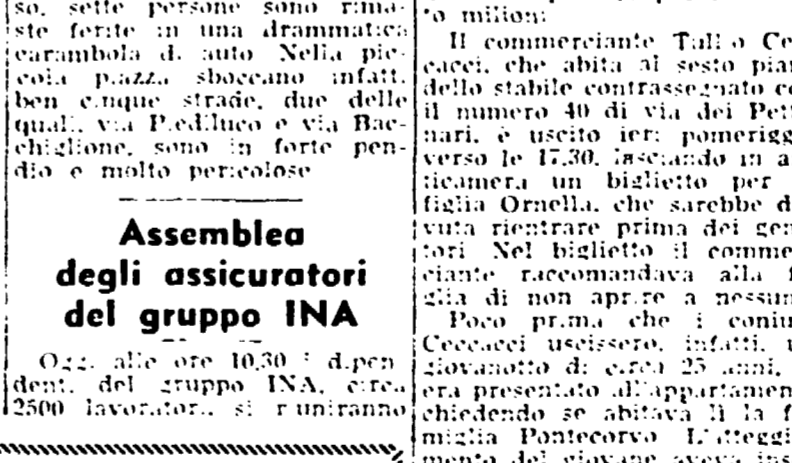 so, sette persone sono rima-
ste ferite in una drammatica
carambola di auto Nella pic-
cola piazza sboccano infatti
ben cinque strade, due delle
quali, via Piediluco e via Bac-
chiglione, sono in forte pen-
dio e molto pericolose
Assemblea
degli assicuratori
del gruppo INA
Oggi alle ore 10,30 i dipen
denti del gruppo INA, circa
2500 lavoratori, si riuniranno
to milioni
Il commerciante Tullio Ce
cacci, che abita al sesto pian
dello stabile contrassegnato co
il numero 40 di via dei Pett
nari, è uscito ieri pomerigg
verso le 17.30, lasciando in a
ticamera un biglietto per
figlia Ornella, che sarebbe d
vuta rientrare prima dei gen
tori Nel biglietto il comme
ciante raccomandava alla f
glia di non aprire a nessun
Poco prima che i coniu
Ceccacci uscissero, infatti, u
giovanotto di circa 25 anni,
era presentato all'appartamen
chiedendo se abitava lì la f
miglia Pontecorvo L'atteggi
mento del giovane aveva ins